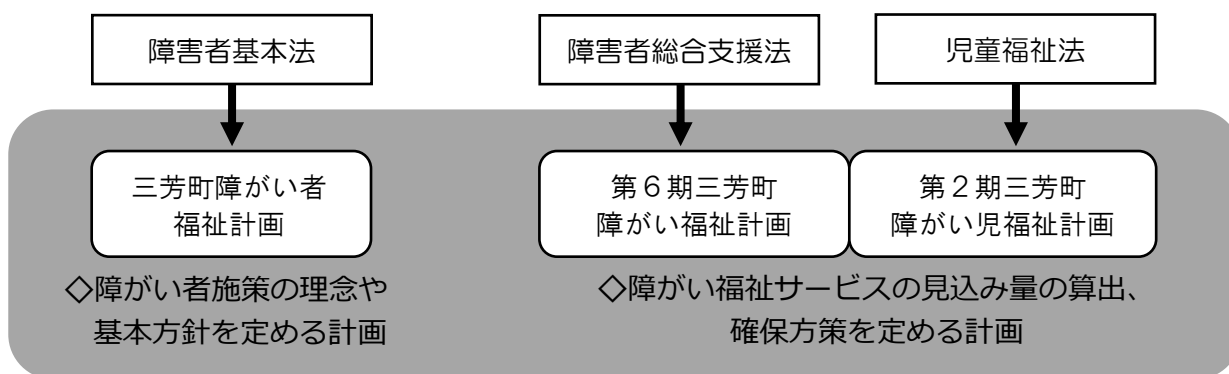 障害者基本法
障害者総合支援法
児童福祉法
三芳町障がい者
福祉計画
第６期三芳町
障がい福祉計画
第２期三芳町
障がい児福祉計画
◇障がい者施策の理念や
基本方針を定める計画
◇障がい福祉サービスの見込み量の算出、
確保方策を定める計画